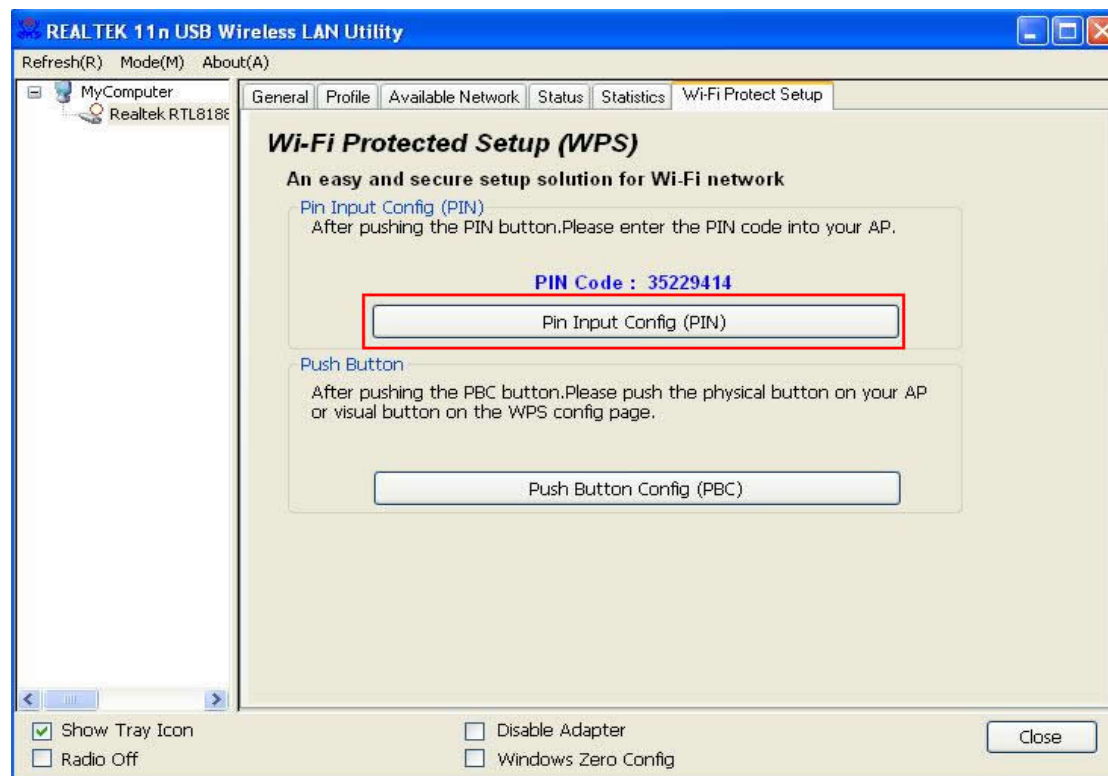 REALTEK 11n USB Wireless LAN Utility
Refresh(R) Mode(M) About(A)
MyComputer
Realtek RTL8188
General Profile Available Network Status Statistics Wi-Fi Protect Setup
Wi-Fi Protected Setup (WPS)
An easy and secure setup solution for Wi-Fi network
Pin Input Config (PIN)
After pushing the PIN button.Please enter the PIN code into your AP.
PIN Code : 35229414
Pin Input Config (PIN)
Push Button
After pushing the PBC button.Please push the physical button on your AP
or visual button on the WPS config page.
Push Button Config (PBC)
Show Tray Icon
Disable Adapter
Close
Radio Off
Windows Zero Config